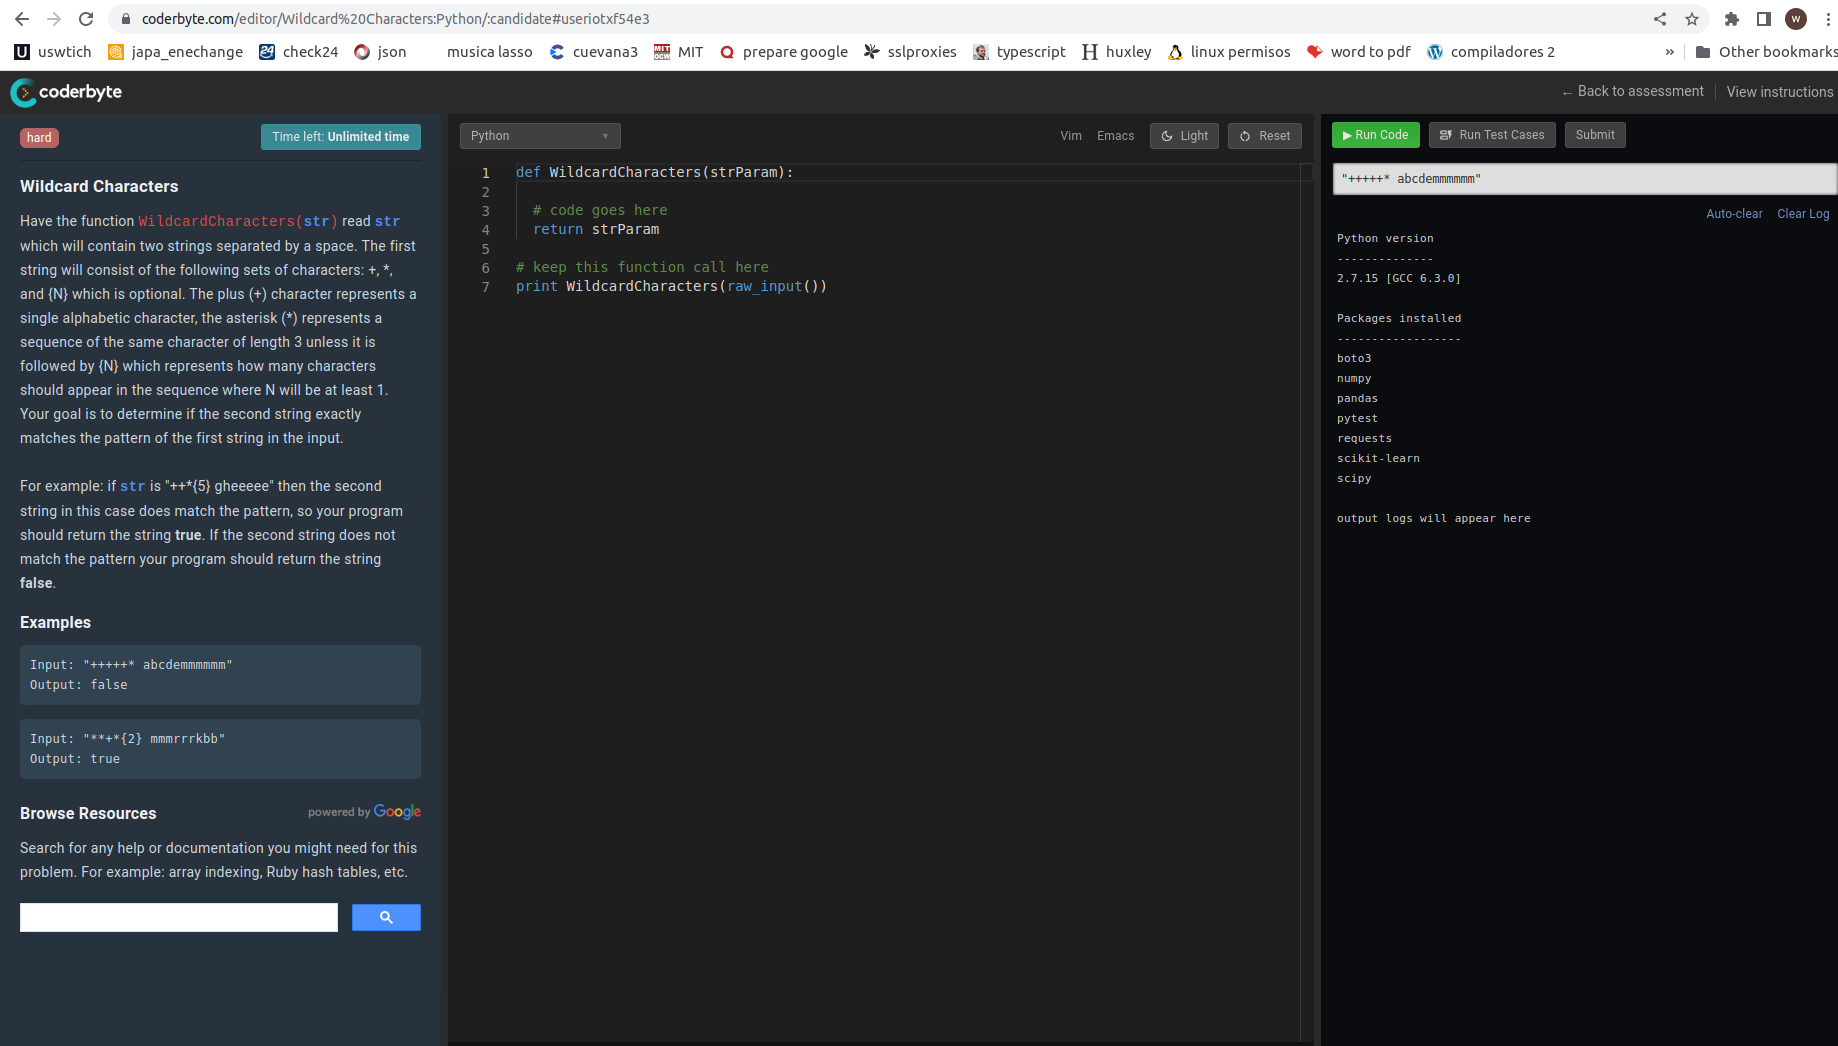 coderbyte.com/editor/Wildcard%20Characters:Python/:candidate#useriotxf54e3
W
U uswtich
japa_enechange
24 check24
json
musica lasso
cuevana3
MIT OCW MIT
Q prepare google
sslproxies
typescript
H huxley
linux permisos
word to pdf
compiladores 2
»
Other bookmarks
coderbyte
← Back to assessment
View instructions
hard
Time left: Unlimited time
Wildcard Characters
Have the function WildcardCharacters(str) read str
which will contain two strings separated by a space. The first
string will consist of the following sets of characters: +, *,
and {N} which is optional. The plus (+) character represents a
single alphabetic character, the asterisk (*) represents a
sequence of the same character of length 3 unless it is
followed by {N} which represents how many characters
should appear in the sequence where N will be at least 1.
Your goal is to determine if the second string exactly
matches the pattern of the first string in the input.
For example: if str is "++*{5} gheeeee" then the second
string in this case does match the pattern, so your program
should return the string true. If the second string does not
match the pattern your program should return the string
false.
Examples
Input: "+++++* abcdemmmmmm"
Output: false
Input: "**+*{2} mmmrrrkbb"
Output: true
Browse Resources
powered by Google
Search for any help or documentation you might need for this
problem. For example: array indexing, Ruby hash tables, etc.
Python
Vim
Emacs
Light
Reset
1 def WildcardCharacters(strParam):
2
3 # code goes here
4 return strParam
5
6 # keep this function call here
7 print WildcardCharacters(raw_input())
Run Code
Run Test Cases
Submit
"+++++* abcdemmmmmm"
Auto-clear
Clear Log
Python version
--------------
2.7.15 [GCC 6.3.0]
Packages installed
------------------
boto3
numpy
pandas
pytest
requests
scikit-learn
scipy
output logs will appear here